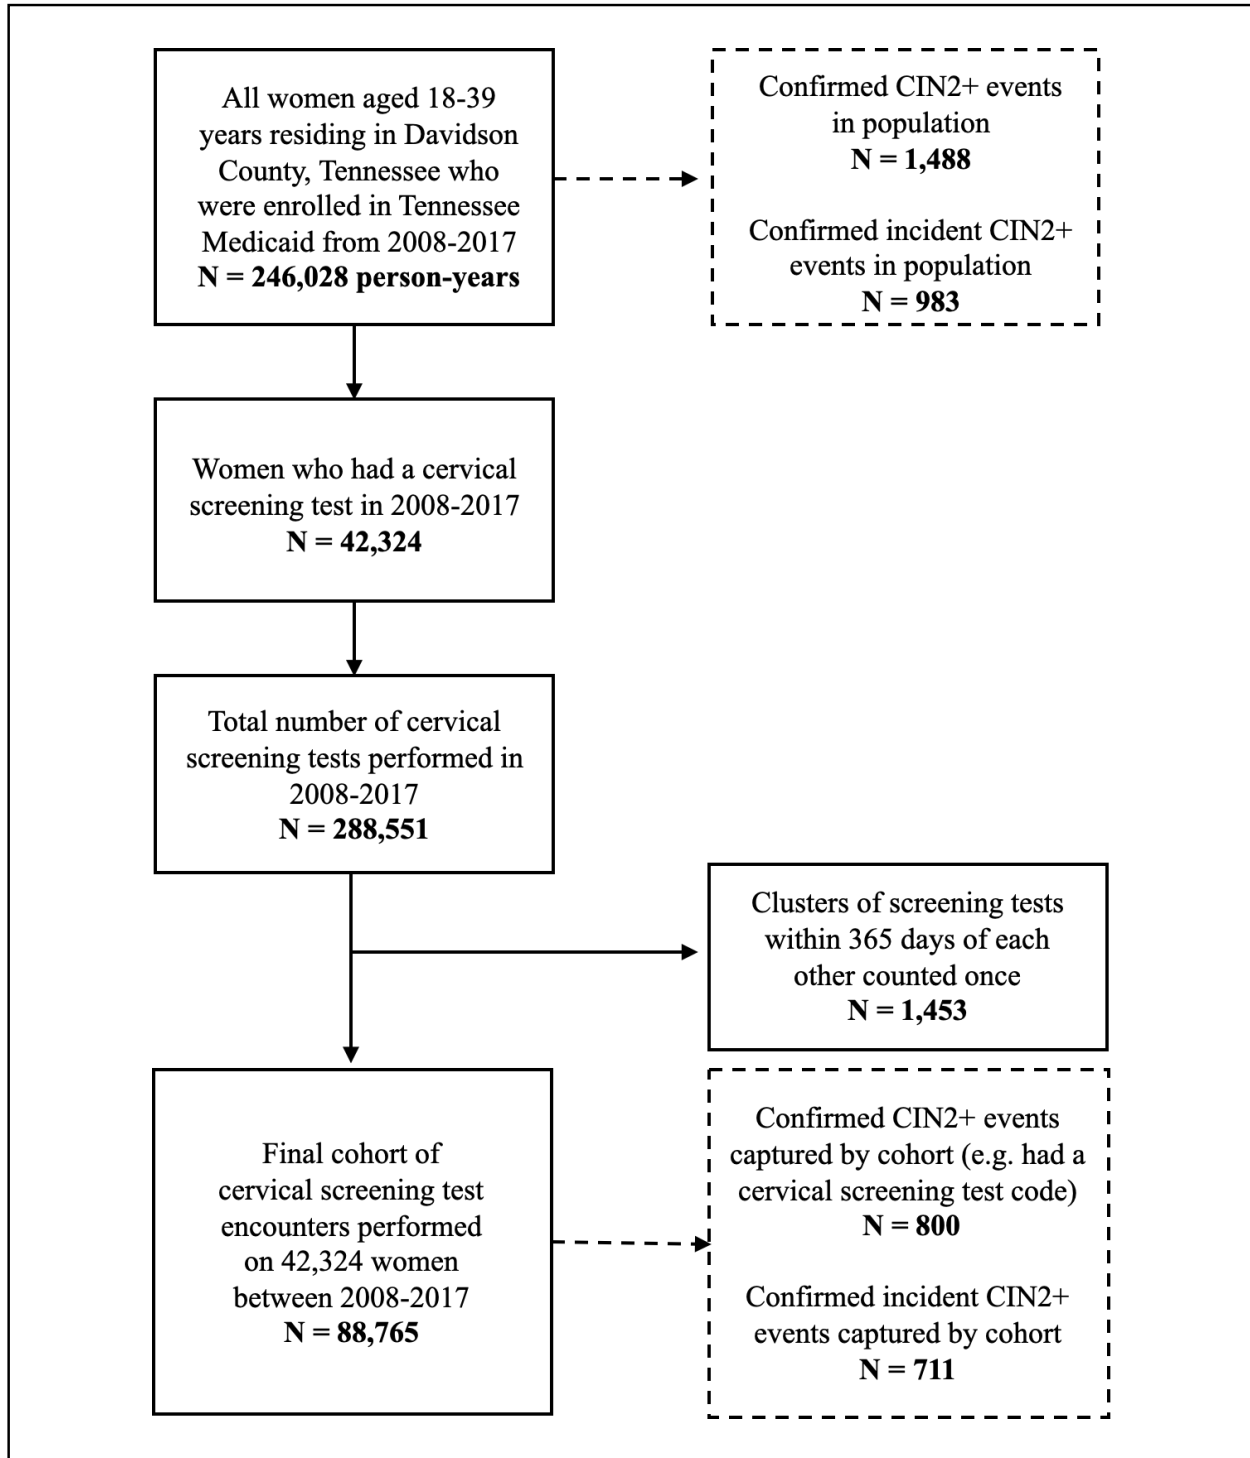 All women aged 18-39
years residing in Davidson
County, Tennessee who
were enrolled in Tennessee
Medicaid from 2008-2017
N = 246,028 person-years
Confirmed CIN2+ events
in population
N = 1,488
Confirmed incident CIN2+
events in population
N = 983
Women who had a cervical
screening test in 2008-2017
N = 42,324
Total number of cervical
screening tests performed in
2008-2017
N = 288,551
Clusters of screening tests
within 365 days of each
other counted once
N = 1,453
Final cohort of
cervical screening test
encounters performed
on 42,324 women
between 2008-2017
N = 88,765
Confirmed CIN2+ events
captured by cohort (e.g. had a
cervical screening test code)
N = 800
Confirmed incident CIN2+
events captured by cohort
N = 711